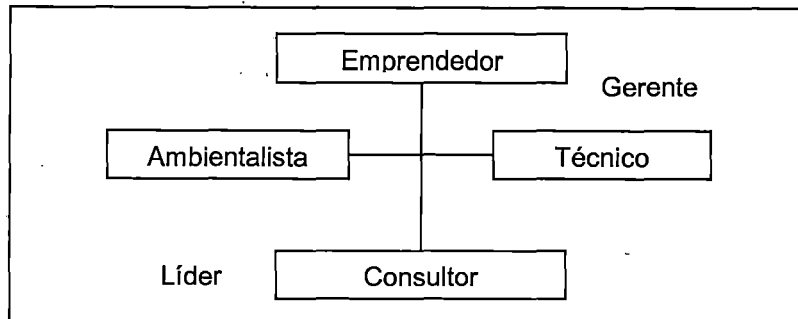 Emprendedor
Gerente
Ambientalista
Técnico
Líder
Consultor